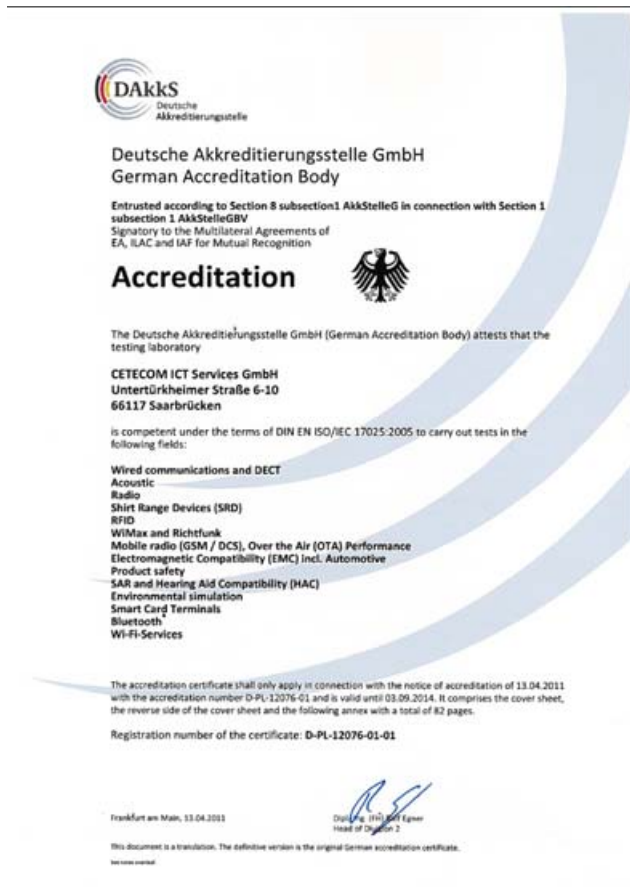 DAkkS
Deutsche
Akkreditierungsstelle
Deutsche Akkreditierungsstelle GmbH
German Accreditation Body
Entrusted according to Section 8 subsection1 AkkStelleG in connection with Section 1
subsection 1 AkkStelleGBV
Signatory to the Multilateral Agreements of
EA, ILAC and IAF for Mutual Recognition
Accreditation
The Deutsche Akkreditierungsstelle GmbH (German Accreditation Body) attests that the
testing laboratory
CETECOM ICT Services GmbH
Untertürkheimer Straße 6-10
66117 Saarbrücken
is competent under the terms of DIN EN ISO/IEC 17025:2005 to carry out tests in the
following fields:
Wired communications and DECT
Acoustic
Radio
Shirt Range Devices (SRD)
RFID
WiMax and Richtfunk
Mobile radio (GSM / DCS), Over the Air (OTA) Performance
Electromagnetic Compatibility (EMC) incl. Automotive
Product safety
SAR and Hearing Aid Compatibility (HAC)
Environmental simulation
Smart Card Terminals
Bluetooth
Wi-Fi-Services
The accreditation certificate shall only apply in connection with the notice of accreditation of 13.04.2011
with the accreditation number D-PL-12076-01 and is valid until 03.09.2014. It comprises the cover sheet,
the reverse side of the cover sheet and the following annex with a total of 82 pages.
Registration number of the certificate: D-PL-12076-01-01
Frankfurt am Main, 13.04.2011
(FH) Egner
Head of Division 2
This document is a translation. The definitive version is the original German accreditation certificate.
See notes overleaf